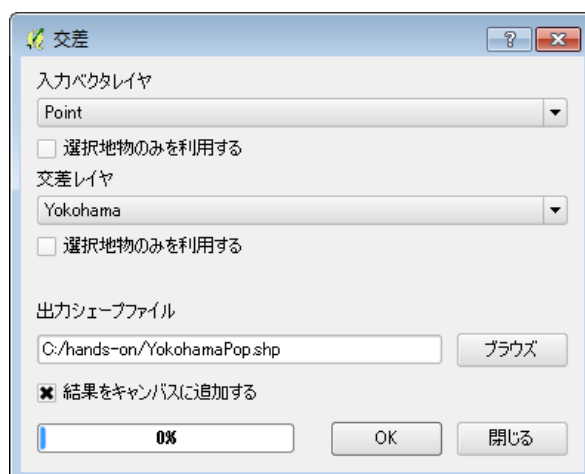 交差
入力ベクタレイヤ
Point
選択地物のみを利用する
交差レイヤ
Yokohama
選択地物のみを利用する
出力シェープファイル
C:/hands-on/YokohamaPop.shp
ブラウズ
結果をキャンバスに追加する
0%
OK
閉じる